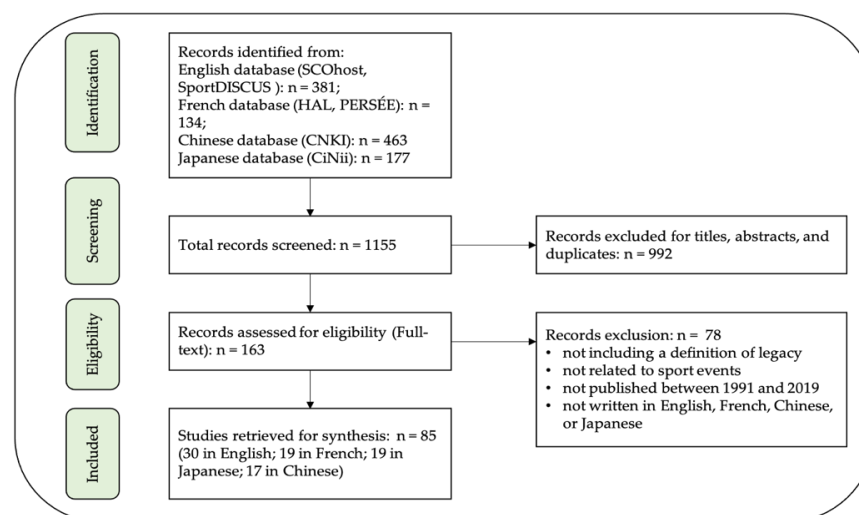 Identification
Records identified from:
English database (SCOhost,
SportDISCUS ): n = 381;
French database (HAL, PERSÉE): n =
134;
Chinese database (CNKI): n = 463
Japanese database (CiNii): n = 177
Screening
Total records screened: n = 1155
Records excluded for titles, abstracts, and
duplicates: n = 992
Eligibility
Records assessed for eligibility (Full-
text): n = 163
Records exclusion: n = 78
• not including a definition of legacy
• not related to sport events
• not published between 1991 and 2019
• not written in English, French, Chinese,
or Japanese
Included
Studies retrieved for synthesis: n = 85
(30 in English; 19 in French; 19 in
Japanese; 17 in Chinese)